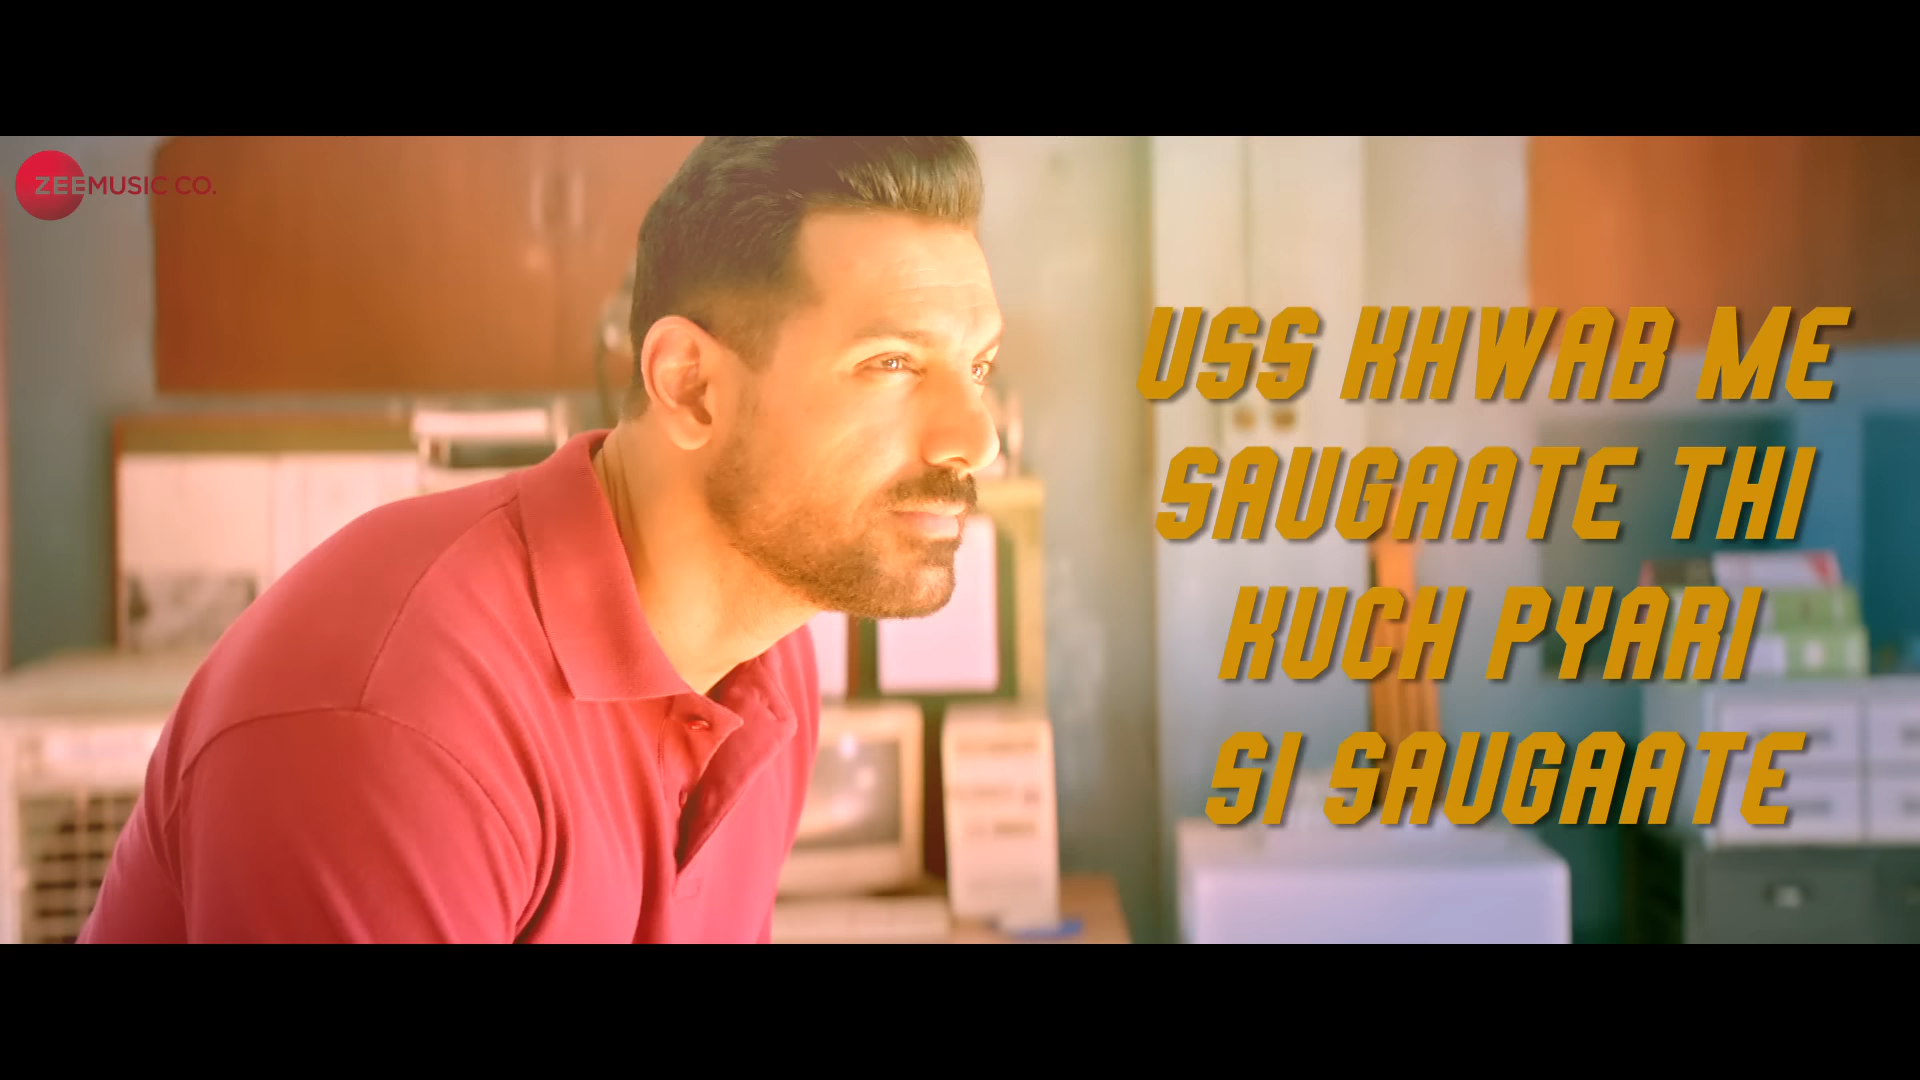 ZEEMUSIC CO.
USS KHWAB ME
SAUGAATE THI
KUCH PYARI
SI SAUGAATE